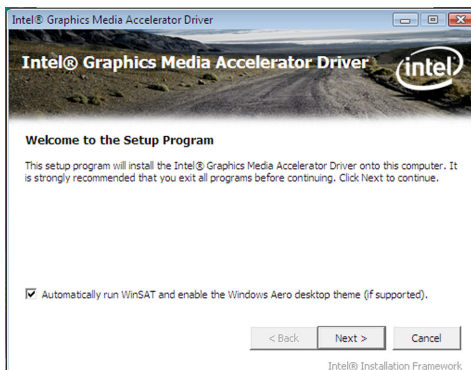 Intel® Graphics Media Accelerator Driver
Intel® Graphics Media Accelerator Driver
intel
Welcome to the Setup Program
This setup program will install the Intel® Graphics Media Accelerator Driver onto this computer. It
is strongly recommended that you exit all programs before continuing. Click Next to continue.
Automatically run WinSAT and enable the Windows Aero desktop theme (if supported).
< Back Next > Cancel
Intel® Installation Framework